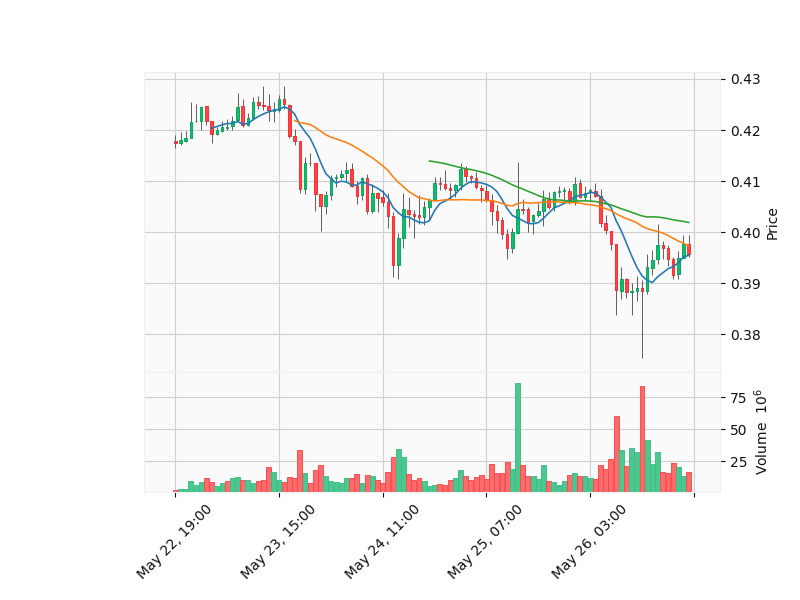 0.43
0.42
0.41
0.40
0.39
0.38
Price
75
50
25
Volume 10^6
May 22, 19:00
May 23, 15:00
May 24, 11:00
May 25, 07:00
May 26, 03:00